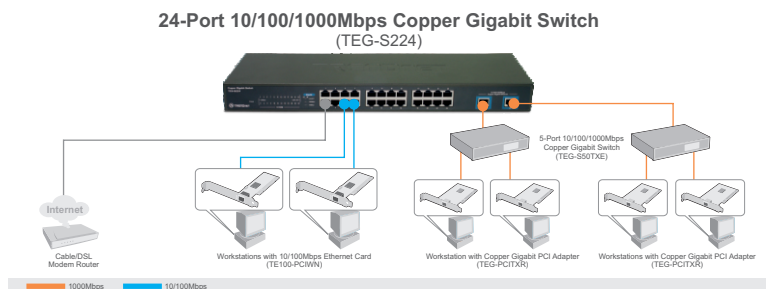 24-Port 10/100/1000Mbps Copper Gigabit Switch
(TEG-S224)
5-Port 10/100/1000Mbps
Copper Gigabit Switch
(TEG-S50TXE)
Internet
Cable/DSL
Modem Router
Workstations with 10/100Mbps Ethernet Card
(TE100-PCIWN)
Workstation with Copper Gigabit PCI Adapter
(TEG-PCITXR)
Workstations with Copper Gigabit PCI Adapter
(TEG-PCITXR)
1000Mbps
10/100Mbps